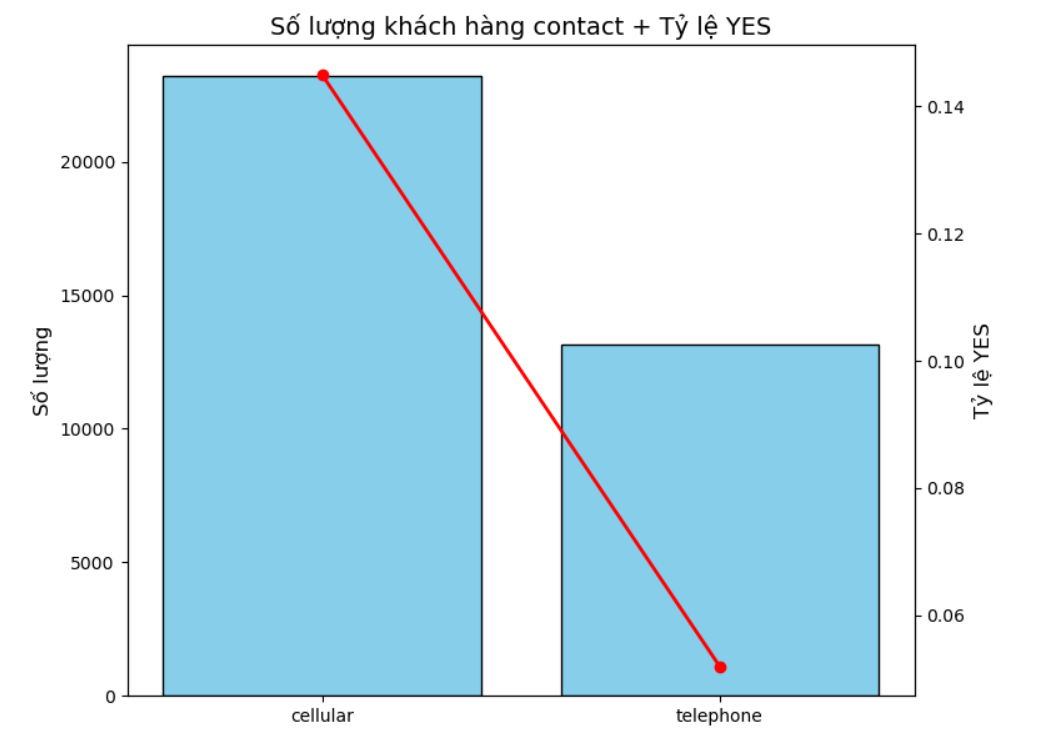 Số lượng khách hàng contact + Tỷ lệ YES
Số lượng
20000
15000
10000
5000
0
cellular
telephone
0.14
0.12
0.10
0.08
0.06
Tỷ lệ YES